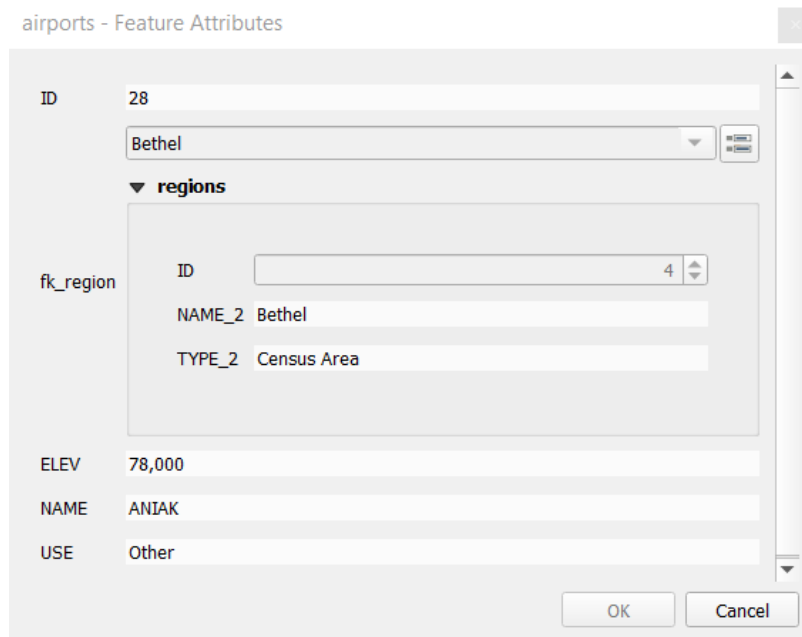 airports - Feature Attributes
ID 28
Bethel
regions
fk_region
ID 4
NAME_2 Bethel
TYPE_2 Census Area
ELEV 78,000
NAME ANIAK
USE Other
OK Cancel